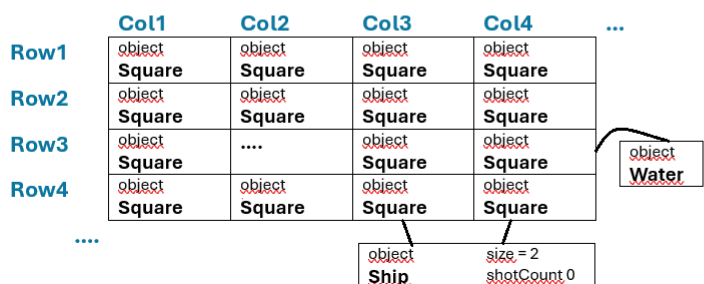 Col1 Col2 Col3 Col4 ...
Row1 object object object object
Square Square Square Square
Row2 object object object object
Square Square Square Square
Row3 object .... object object
Square Square Square
object
Water
Row4 object object object object
Square Square Square Square
....
object size = 2
Ship shotCount 0